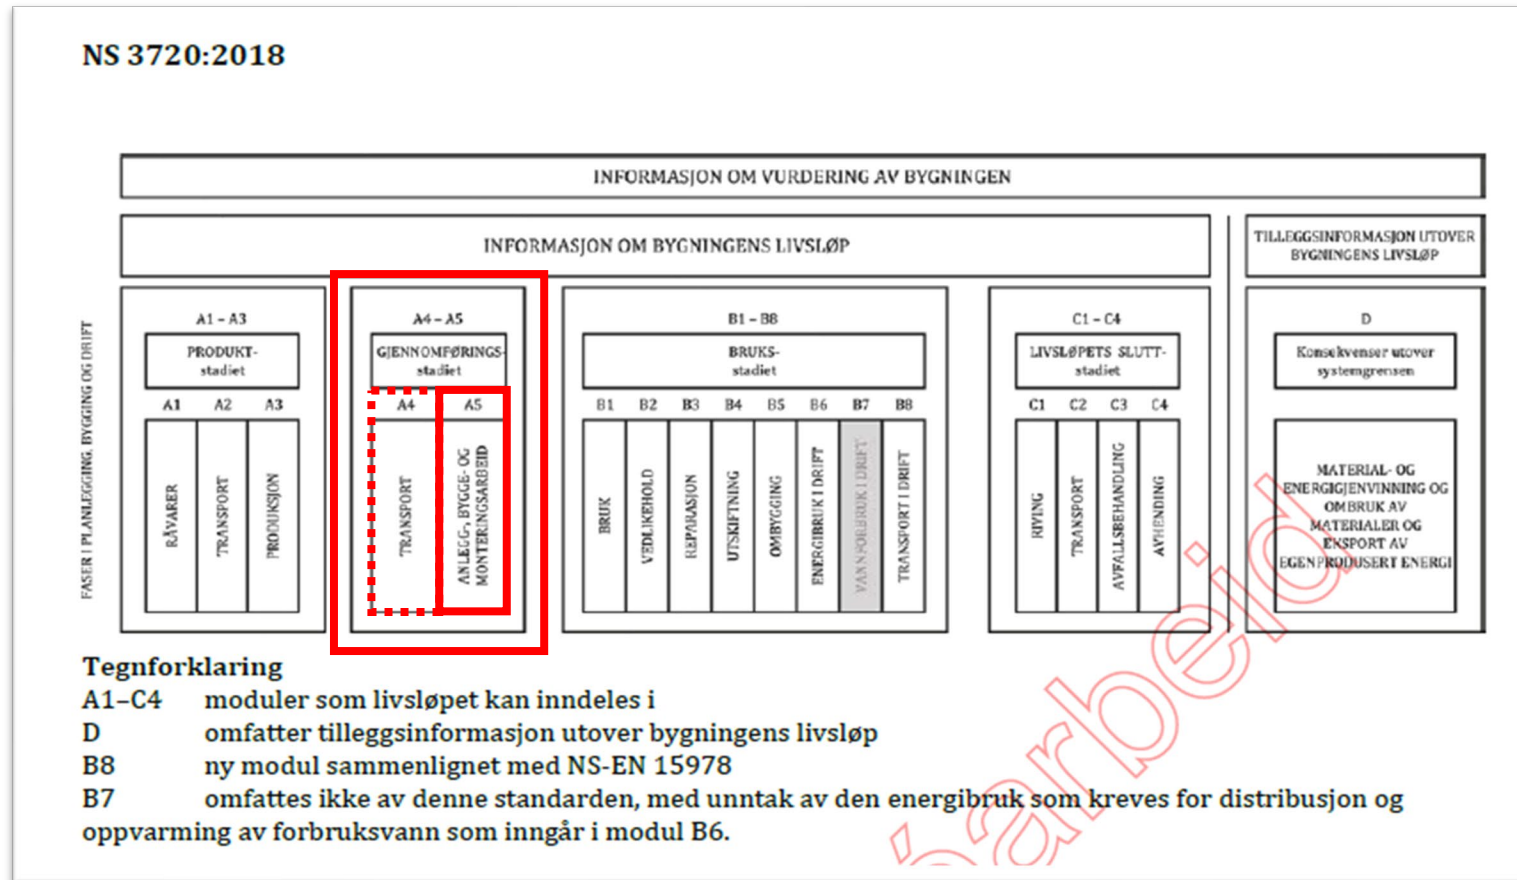 NS 3720:2018
INFORMASJON OM VURDERING AV BYGNINGEN
INFORMASJON OM BYGNINGENS LIVSLØP
TILLEGGSINFORMASJON UTOVER
BYGNINGENS LIVSLØP
FASER I PLANLEGGING, BYGGING OG DRIFT
A1 – A3
PRODUKT-
stadiet
A1 A2 A3
RÅVARER
TRANSPORT
PRODUKSJON
A4 – A5
GJENNOMFØRINGS-
stadiet
A4 A5
TRANSPORT
ANLEGG-, BYGGE- OG
MONTERINGSARBEID
B1 – B8
BRUKS-
stadiet
B1 B2 B3 B4 B5 B6 B7 B8
BRUK
VEDLIKEHOLD
REPARASJON
UTSKIFTNING
OMBYGGING
ENERGIBRUK I DRIFT
VANNFORBRUK I DRIFT
TRANSPORT I DRIFT
C1 – C4
LIVSLØPETS SLUTT-
stadiet
C1 C2 C3 C4
RIVING
TRANSPORT
AVFALLSBEHANDLING
AVHENDING
D
Konsekvenser utover
systemgrensen
MATERIAL- OG
ENERGIGJENVINNING OG
OMBRUK AV
MATERIALER OG
EKSPORT AV
EGENPRODUSERT ENERGI
Tegnforklaring
A1–C4 moduler som livsløpet kan inndeles i
D omfatter tilleggsinformasjon utover bygningens livsløp
B8 ny modul sammenlignet med NS-EN 15978
B7 omfattes ikke av denne standarden, med unntak av den energibruk som kreves for distribusjon og
oppvarming av forbruksvann som inngår i modul B6.